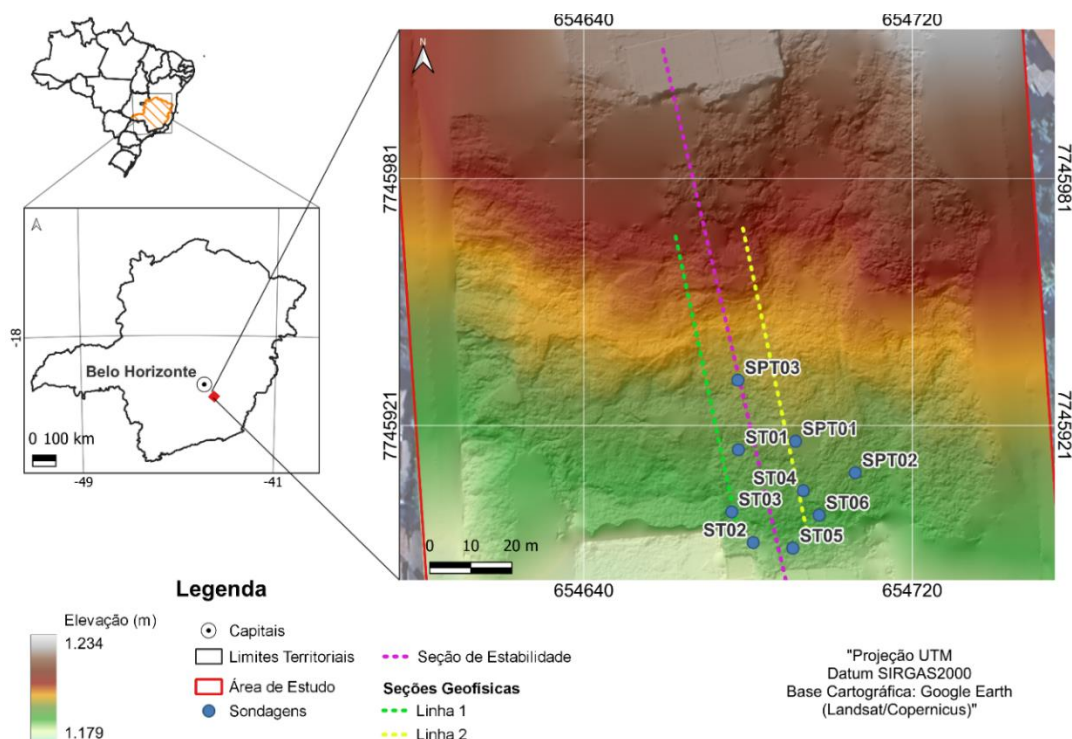 654640
654720
N
7745981
7745981
-18
Belo Horizonte
0 100 km
-49
-41
7745921
7745921
SPT03
ST01
SPT01
SPT02
ST04
ST03
ST06
ST02
ST05
0 10 20 m
654640
654720
Legenda
Elevação (m)
1.234
1.179
Capitais
Limites Territoriais
Área de Estudo
Sondagens
Seção de Estabilidade
Seções Geofísicas
Linha 1
Linha 2
"Projeção UTM
Datum SIRGAS2000
Base Cartográfica: Google Earth
(Landsat/Copernicus)"